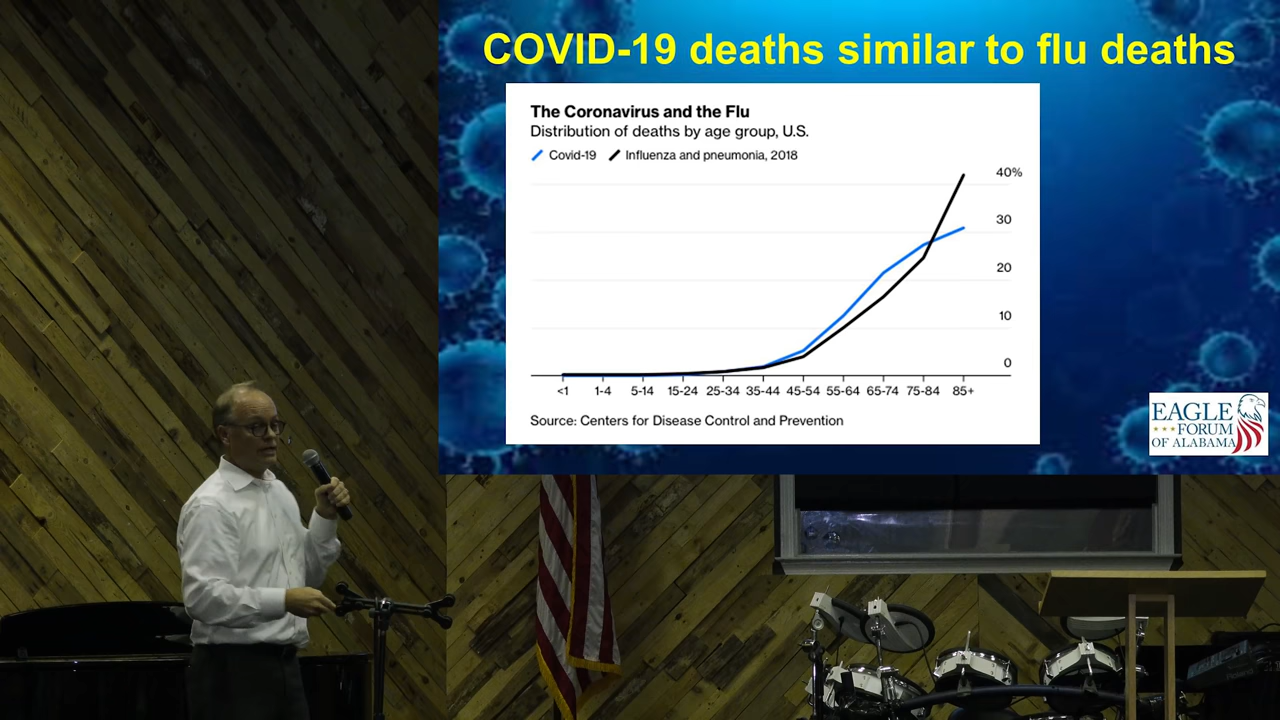 COVID-19 deaths similar to flu deaths
The Coronavirus and the Flu
Distribution of deaths by age group, U.S.
Covid-19 Influenza and pneumonia, 2018
40%
30
20
10
0
<1 1-4 5-14 15-24 25-34 35-44 45-54 55-64 65-74 75-84 85+
Source: Centers for Disease Control and Prevention
EAGLE
FORUM
OF ALABAMA
Roland